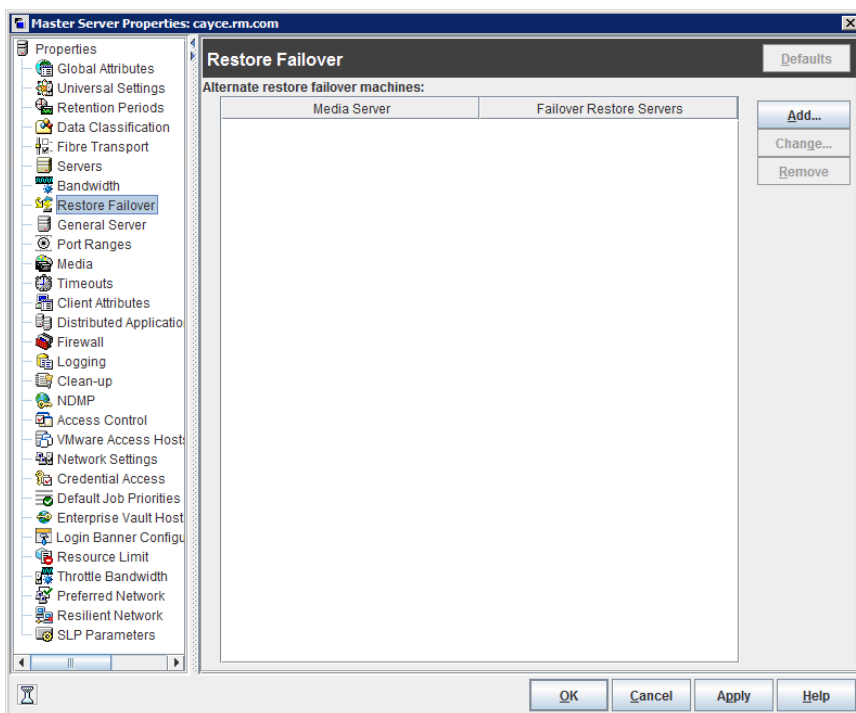 Master Server Properties: cayce.rm.com
Properties
Global Attributes
Universal Settings
Retention Periods
Data Classification
Fibre Transport
Servers
Bandwidth
Restore Failover
General Server
Port Ranges
Media
Timeouts
Client Attributes
Distributed Applicatio
Firewall
Logging
Clean-up
NDMP
Access Control
VMware Access Hosts
Network Settings
Credential Access
Default Job Priorities
Enterprise Vault Host
Login Banner Configu
Resource Limit
Throttle Bandwidth
Preferred Network
Resilient Network
SLP Parameters
Restore Failover
Defaults
Alternate restore failover machines:
Media Server Failover Restore Servers
Add...
Change...
Remove
OK Cancel Apply Help